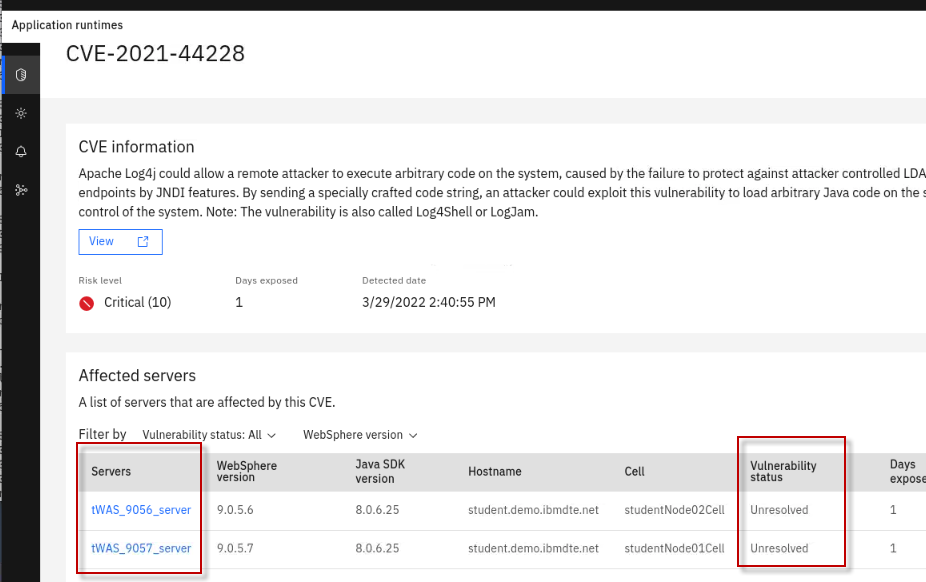 Application runtimes
CVE-2021-44228
CVE information
Apache Log4j could allow a remote attacker to execute arbitrary code on the system, caused by the failure to protect against attacker controlled LDA
endpoints by JNDI features. By sending a specially crafted code string, an attacker could exploit this vulnerability to load arbitrary Java code on the s
control of the system. Note: The vulnerability is also called Log4Shell or LogJam.
View
Risk level Days exposed Detected date
Critical (10) 1 3/29/2022 2:40:55 PM
Affected servers
A list of servers that are affected by this CVE.
Filter by Vulnerability status: All WebSphere version
Servers WebSphere version Java SDK version Hostname Cell Vulnerability status Days expose
tWAS_9056_server 9.0.5.6 8.0.6.25 student.demo.ibmdte.net studentNode02Cell Unresolved 1
tWAS_9057_server 9.0.5.7 8.0.6.25 student.demo.ibmdte.net studentNode01Cell Unresolved 1